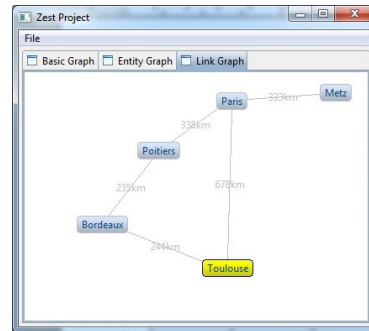 Zest Project
File
Basic Graph Entity Graph Link Graph
Paris 333km Metz
338km
Poitiers
235km 678km
Bordeaux
244km
Toulouse